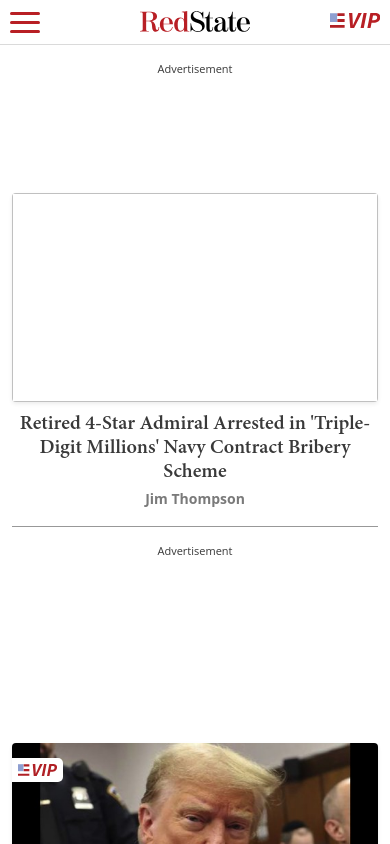 RedState
VIP
Advertisement
Retired 4-Star Admiral Arrested in 'Triple-
Digit Millions' Navy Contract Bribery
Scheme
Jim Thompson
Advertisement
VIP